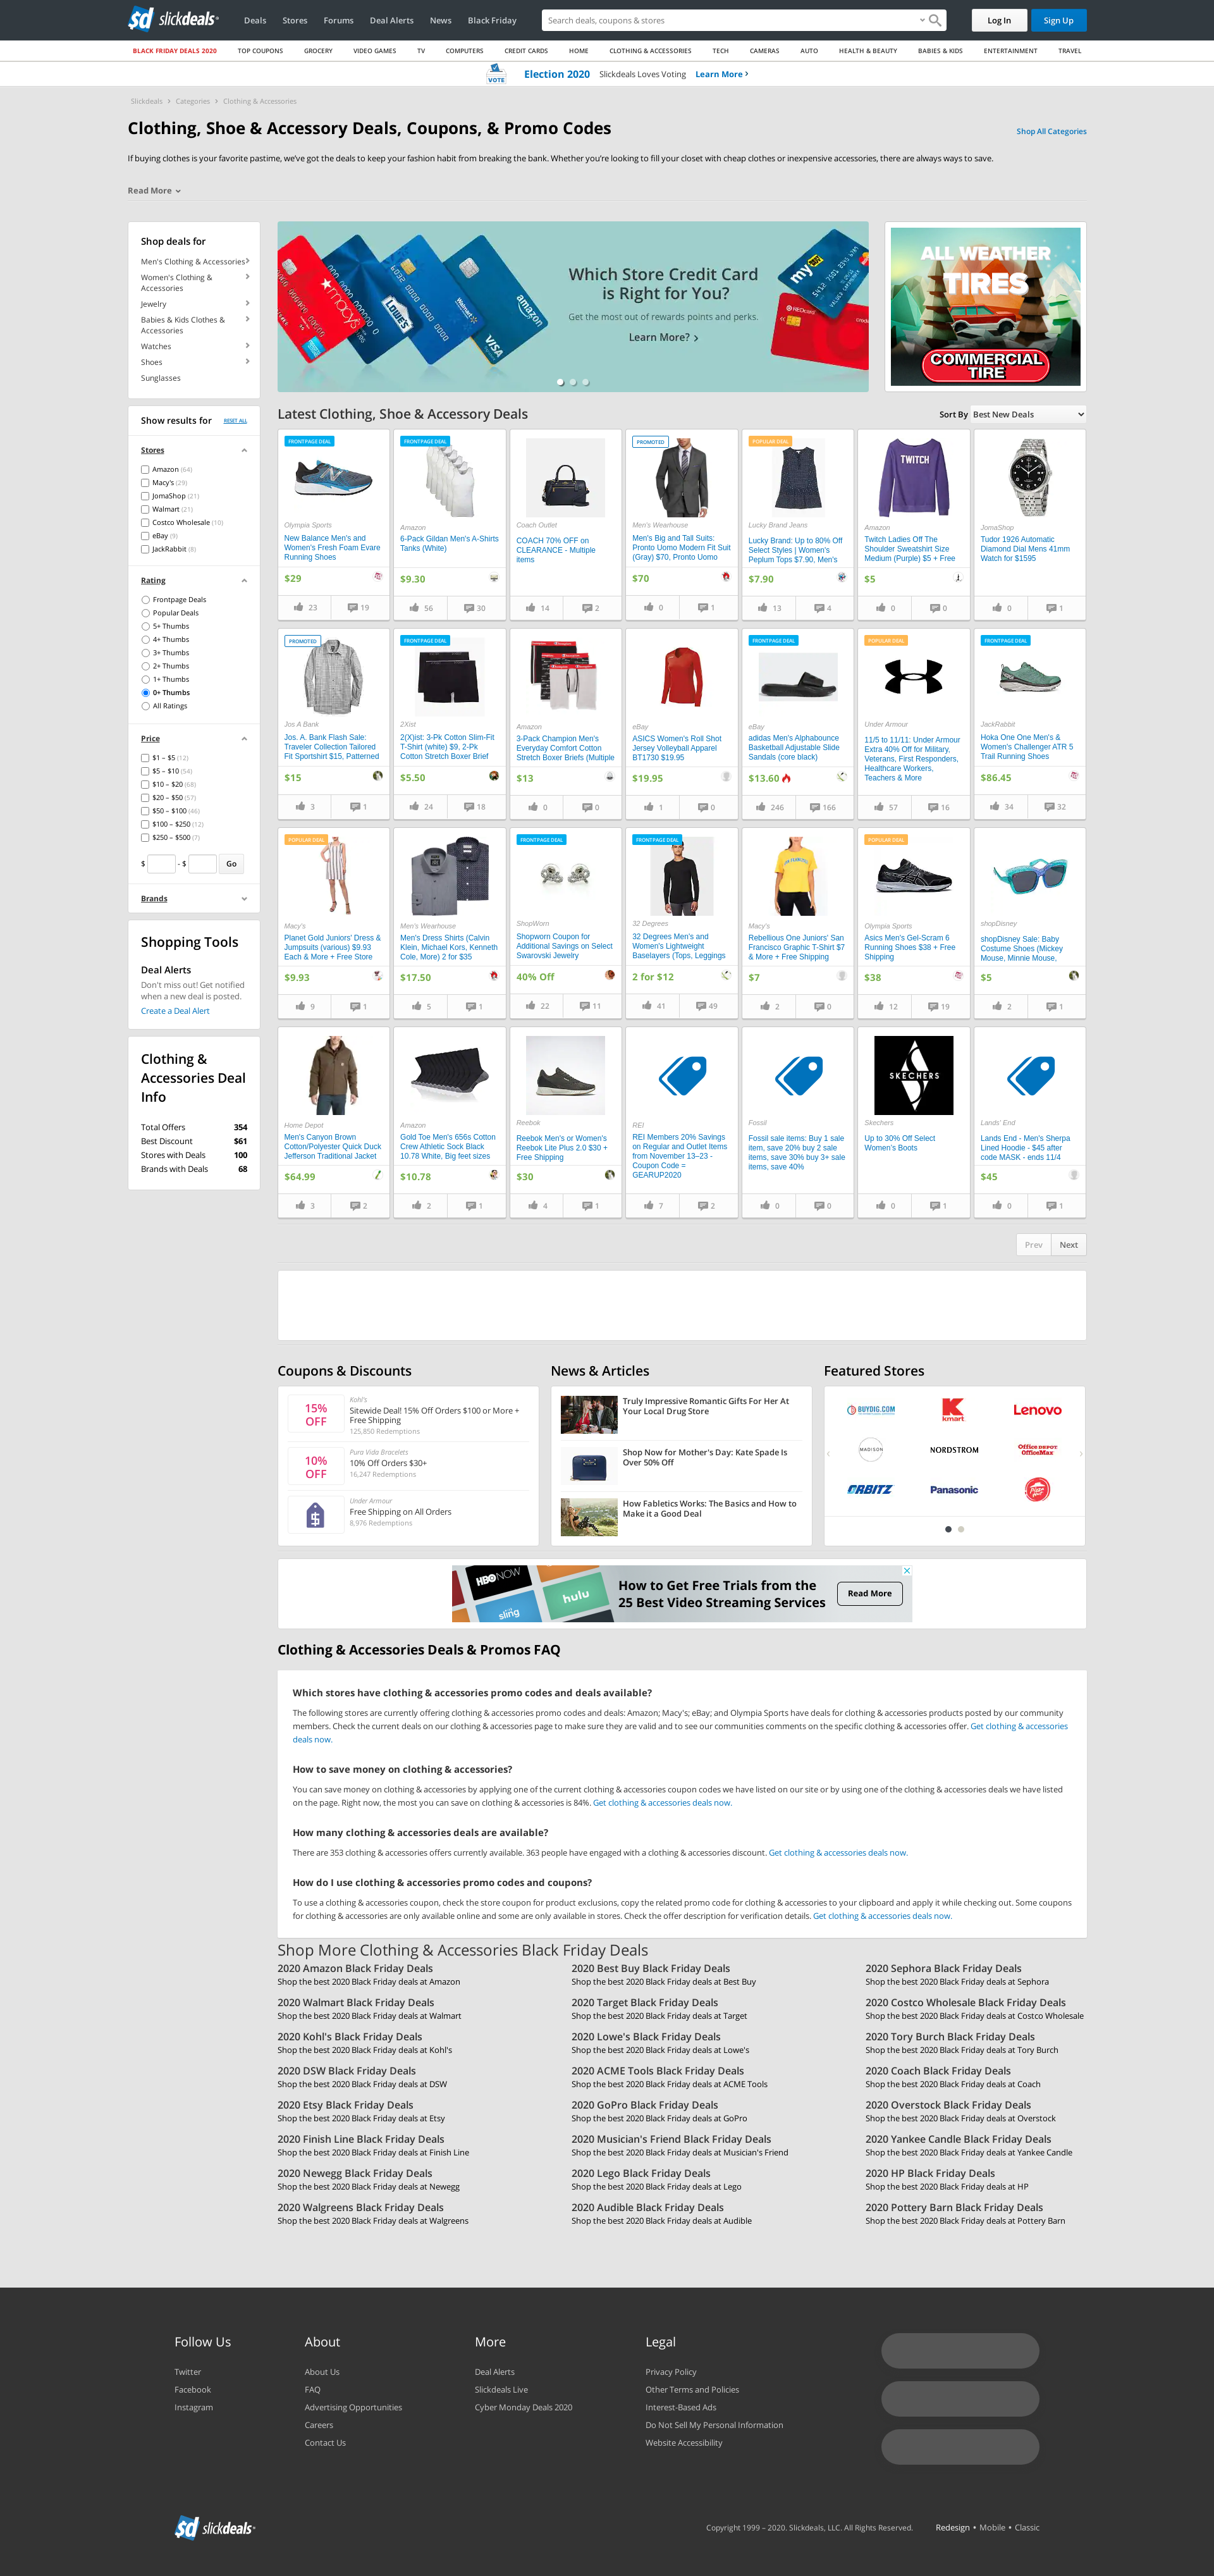 slickdeals
Deals
Stores
Forums
Deal Alerts
News
Black Friday
Search deals, coupons & stores
Log In
Sign Up
BLACK FRIDAY DEALS 2020
TOP COUPONS
GROCERY
VIDEO GAMES
TV
COMPUTERS
CREDIT CARDS
HOME
CLOTHING & ACCESSORIES
TECH
CAMERAS
AUTO
HEALTH & BEAUTY
BABIES & KIDS
ENTERTAINMENT
TRAVEL
VOTE
Election 2020 Slickdeals Loves Voting Learn More
Slickdeals > Categories > Clothing & Accessories
Clothing, Shoe & Accessory Deals, Coupons, & Promo Codes
Shop All Categories
If buying clothes is your favorite pastime, we've got the deals to keep your fashion habit from breaking the bank. Whether you're looking to fill your closet with cheap clothes or inexpensive accessories, there are always ways to save.
Read More
Shop deals for
Men's Clothing & Accessories
Women's Clothing &
Accessories
Jewelry
Babies & Kids Clothes &
Accessories
Watches
Shoes
Sunglasses
Which Store Credit Card
is Right for You?
Get the most out of rewards points and perks.
Learn More?
ALL WEATHER
TIRES
COMMERCIAL
TIRE
Show results for
RESET ALL
Stores
Amazon (64)
Macy's (29)
JomaShop (21)
Walmart (21)
Costco Wholesale (10)
eBay (9)
JackRabbit (8)
Rating
Frontpage Deals
Popular Deals
5+ Thumbs
4+ Thumbs
3+ Thumbs
2+ Thumbs
1+ Thumbs
0+ Thumbs
All Ratings
Price
$1 – $5 (12)
$5 – $10 (54)
$10 – $20 (68)
$20 – $50 (57)
$50 – $100 (46)
$100 – $250 (12)
$250 – $500 (7)
$ - $ Go
Brands
Shopping Tools
Deal Alerts
Don't miss out! Get notified
when a new deal is posted.
Create a Deal Alert
Clothing &
Accessories Deal
Info
Total Offers 354
Best Discount $61
Stores with Deals 100
Brands with Deals 68
Latest Clothing, Shoe & Accessory Deals
Sort By Best New Deals
FRONTPAGE DEAL
Olympia Sports
New Balance Men's and
Women's Fresh Foam Evare
Running Shoes
$29
23 19
FRONTPAGE DEAL
Amazon
6-Pack Gildan Men's A-Shirts
Tanks (White)
$9.30
56 30
Coach Outlet
COACH 70% OFF on
CLEARANCE - Multiple
items
14 2
PROMOTED
Men's Wearhouse
Men's Big and Tall Suits:
Pronto Uomo Modern Fit Suit
(Gray) $70, Pronto Uomo
$70
0 1
POPULAR DEAL
Lucky Brand Jeans
Lucky Brand: Up to 80% Off
Select Styles | Women's
Peplum Tops $7.90, Men's
$7.90
13 4
TWITCH
Amazon
Twitch Ladies Off The
Shoulder Sweatshirt Size
Medium (Purple) $5 + Free
$5
0 0
JomaShop
Tudor 1926 Automatic
Diamond Dial Mens 41mm
Watch for $1595
0 1
PROMOTED
Jos A Bank
Jos. A. Bank Flash Sale:
Traveler Collection Tailored
Fit Sportshirt $15, Patterned
$15
3 1
FRONTPAGE DEAL
2Xist
2(X)ist: 3-Pk Cotton Slim-Fit
T-Shirt (white) $9, 2-Pk
Cotton Stretch Boxer Brief
$5.50
24 18
Amazon
3-Pack Champion Men's
Everyday Comfort Cotton
Stretch Boxer Briefs (Multiple
$13
0 0
eBay
ASICS Women's Roll Shot
Jersey Volleyball Apparel
BT1730 $19.95
$19.95
1 0
FRONTPAGE DEAL
eBay
adidas Men's Alphabounce
Basketball Adjustable Slide
Sandals (core black)
$13.60
246 166
POPULAR DEAL
Under Armour
11/5 to 11/11: Under Armour
Extra 40% Off for Military,
Veterans, First Responders,
Healthcare Workers,
Teachers & More
57 16
FRONTPAGE DEAL
JackRabbit
Hoka One One Men's &
Women's Challenger ATR 5
Trail Running Shoes
$86.45
34 32
POPULAR DEAL
Macy's
Planet Gold Juniors' Dress &
Jumpsuits (various) $9.93
Each & More + Free Store
$9.93
9 1
Men's Wearhouse
Men's Dress Shirts (Calvin
Klein, Michael Kors, Kenneth
Cole, More) 2 for $35
$17.50
5 1
FRONTPAGE DEAL
ShopWorn
Shopworn Coupon for
Additional Savings on Select
Swarovski Jewelry
40% Off
22 11
FRONTPAGE DEAL
32 Degrees
32 Degrees Men's and
Women's Lightweight
Baselayers (Tops, Leggings
2 for $12
41 49
Macy's
Rebellious One Juniors' San
Francisco Graphic T-Shirt $7
& More + Free Shipping
$7
2 0
POPULAR DEAL
Olympia Sports
Asics Men's Gel-Scram 6
Running Shoes $38 + Free
Shipping
$38
12 19
shopDisney
shopDisney Sale: Baby
Costume Shoes (Mickey
Mouse, Minnie Mouse,
$5
2 1
Home Depot
Men's Canyon Brown
Cotton/Polyester Quick Duck
Jefferson Traditional Jacket
$64.99
3 2
Amazon
Gold Toe Men's 656s Cotton
Crew Athletic Sock Black
10.78 White, Big feet sizes
$10.78
2 1
Reebok
Reebok Men's or Women's
Reebok Lite Plus 2.0 $30 +
Free Shipping
$30
4 1
REI
REI Members 20% Savings
on Regular and Outlet Items
from November 13–23 -
Coupon Code =
GEARUP2020
7 2
Fossil
Fossil sale items: Buy 1 sale
item, save 20% buy 2 sale
items, save 30% buy 3+ sale
items, save 40%
0 0
SKECHERS
Skechers
Up to 30% Off Select
Women's Boots
0 1
Lands' End
Lands End - Men's Sherpa
Lined Hoodie - $45 after
code MASK - ends 11/4
$45
0 1
Prev Next
Coupons & Discounts
15%
OFF
Kohl's
Sitewide Deal! 15% Off Orders $100 or More +
Free Shipping
125,850 Redemptions
10%
OFF
Pura Vida Bracelets
10% Off Orders $30+
16,247 Redemptions
Under Armour
Free Shipping on All Orders
8,976 Redemptions
News & Articles
Truly Impressive Romantic Gifts For Her At
Your Local Drug Store
Shop Now for Mother's Day: Kate Spade Is
Over 50% Off
How Fabletics Works: The Basics and How to
Make it a Good Deal
Featured Stores
BUYDIG.COM
kmart
Lenovo
MADISON
NORDSTROM
Office DEPOT
OfficeMax
ORBITZ
Panasonic
Pizza Hut
HBO NOW
sling
hulu
How to Get Free Trials from the
25 Best Video Streaming Services
Read More
Clothing & Accessories Deals & Promos FAQ
Which stores have clothing & accessories promo codes and deals available?
The following stores are currently offering clothing & accessories promo codes and deals: Amazon; Macy's; eBay; and Olympia Sports have deals for clothing & accessories products posted by our community
members. Check the current deals on our clothing & accessories page to make sure they are valid and to see our communities comments on the specific clothing & accessories offer. Get clothing & accessories
deals now.
How to save money on clothing & accessories?
You can save money on clothing & accessories by applying one of the current clothing & accessories coupon codes we have listed on our site or by using one of the clothing & accessories deals we have listed
on the page. Right now, the most you can save on clothing & accessories is 84%. Get clothing & accessories deals now.
How many clothing & accessories deals are available?
There are 353 clothing & accessories offers currently available. 363 people have engaged with a clothing & accessories discount. Get clothing & accessories deals now.
How do I use clothing & accessories promo codes and coupons?
To use a clothing & accessories coupon, check the store coupon for product exclusions, copy the related promo code for clothing & accessories to your clipboard and apply it while checking out. Some coupons
for clothing & accessories are only available online and some are only available in stores. Check the offer description for verification details. Get clothing & accessories deals now.
Shop More Clothing & Accessories Black Friday Deals
2020 Amazon Black Friday Deals
Shop the best 2020 Black Friday deals at Amazon
2020 Best Buy Black Friday Deals
Shop the best 2020 Black Friday deals at Best Buy
2020 Sephora Black Friday Deals
Shop the best 2020 Black Friday deals at Sephora
2020 Walmart Black Friday Deals
Shop the best 2020 Black Friday deals at Walmart
2020 Target Black Friday Deals
Shop the best 2020 Black Friday deals at Target
2020 Costco Wholesale Black Friday Deals
Shop the best 2020 Black Friday deals at Costco Wholesale
2020 Kohl's Black Friday Deals
Shop the best 2020 Black Friday deals at Kohl's
2020 Lowe's Black Friday Deals
Shop the best 2020 Black Friday deals at Lowe's
2020 Tory Burch Black Friday Deals
Shop the best 2020 Black Friday deals at Tory Burch
2020 DSW Black Friday Deals
Shop the best 2020 Black Friday deals at DSW
2020 ACME Tools Black Friday Deals
Shop the best 2020 Black Friday deals at ACME Tools
2020 Coach Black Friday Deals
Shop the best 2020 Black Friday deals at Coach
2020 Etsy Black Friday Deals
Shop the best 2020 Black Friday deals at Etsy
2020 GoPro Black Friday Deals
Shop the best 2020 Black Friday deals at GoPro
2020 Overstock Black Friday Deals
Shop the best 2020 Black Friday deals at Overstock
2020 Finish Line Black Friday Deals
Shop the best 2020 Black Friday deals at Finish Line
2020 Musician's Friend Black Friday Deals
Shop the best 2020 Black Friday deals at Musician's Friend
2020 Yankee Candle Black Friday Deals
Shop the best 2020 Black Friday deals at Yankee Candle
2020 Newegg Black Friday Deals
Shop the best 2020 Black Friday deals at Newegg
2020 Lego Black Friday Deals
Shop the best 2020 Black Friday deals at Lego
2020 HP Black Friday Deals
Shop the best 2020 Black Friday deals at HP
2020 Walgreens Black Friday Deals
Shop the best 2020 Black Friday deals at Walgreens
2020 Audible Black Friday Deals
Shop the best 2020 Black Friday deals at Audible
2020 Pottery Barn Black Friday Deals
Shop the best 2020 Black Friday deals at Pottery Barn
Follow Us
Twitter
Facebook
Instagram
About
About Us
FAQ
Advertising Opportunities
Careers
Contact Us
More
Deal Alerts
Slickdeals Live
Cyber Monday Deals 2020
Legal
Privacy Policy
Other Terms and Policies
Interest-Based Ads
Do Not Sell My Personal Information
Website Accessibility
slickdeals
Copyright 1999 – 2020. Slickdeals, LLC. All Rights Reserved.
Redesign • Mobile • Classic